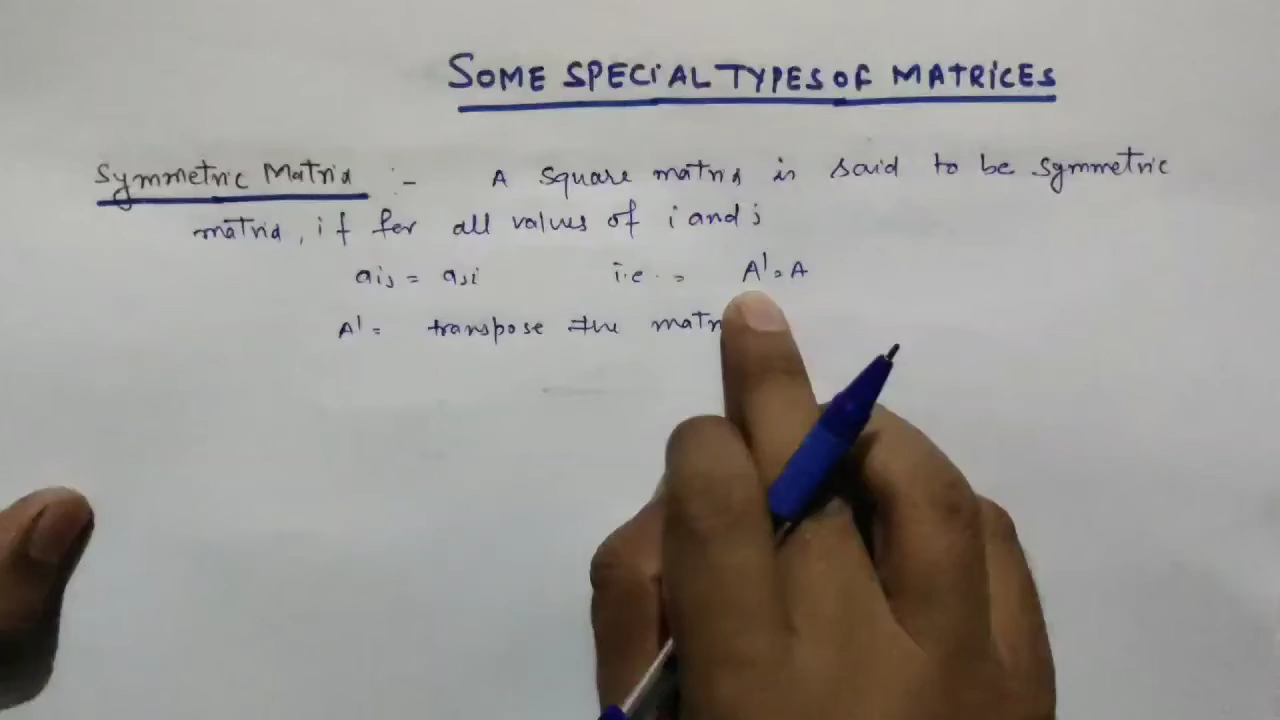 SOME SPECIAL TYPES OF MATRICES
Symmetric Matrix :- A square matrix is said to be symmetric
matrix, if for all values of i and j
aij = aji i.e. = A' = A
A' = transpose the matr